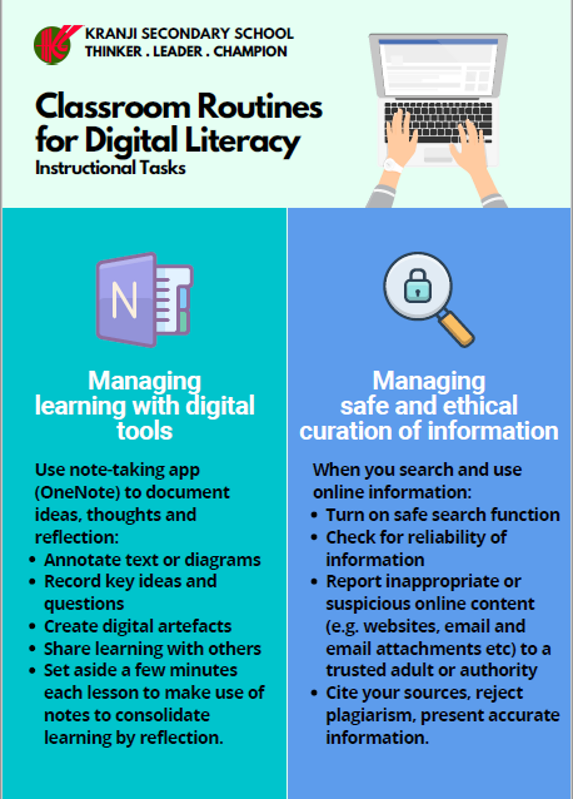 KRANJI SECONDARY SCHOOL
THINKER . LEADER . CHAMPION
Classroom Routines
for Digital Literacy
Instructional Tasks
N
Managing
learning with digital
tools
Use note-taking app
(OneNote) to document
ideas, thoughts and
reflection:
• Annotate text or diagrams
• Record key ideas and
questions
• Create digital artefacts
• Share learning with others
• Set aside a few minutes
each lesson to make use of
notes to consolidate
learning by reflection.
Managing
safe and ethical
curation of information
When you search and use
online information:
• Turn on safe search function
• Check for reliability of
information
• Report inappropriate or
suspicious online content
(e.g. websites, email and
email attachments etc) to a
trusted adult or authority
• Cite your sources, reject
plagiarism, present accurate
information.